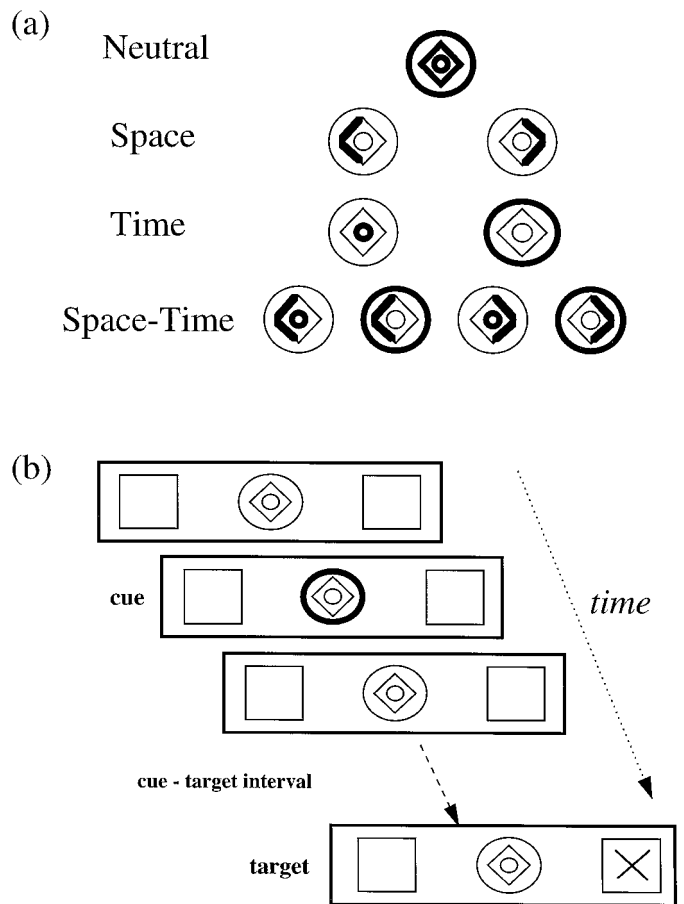 (a)
Neutral
Space
Time
Space-Time
(b)
cue
time
cue - target interval
target